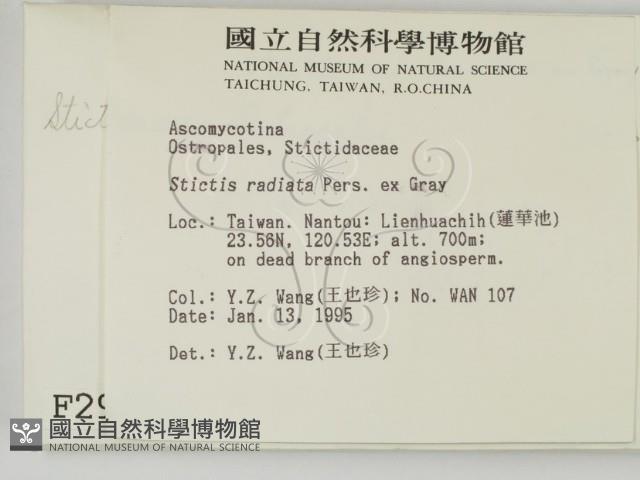 國立自然科學博物館
NATIONAL MUSEUM OF NATURAL SCIENCE
TAICHUNG, TAIWAN, R.O.CHINA
Ascomycotina
Ostropales, Stictidaceae
Stictis radiata Pers. ex Gray
Loc.: Taiwan. Nantou: Lienhuachih(蓮華池)
23.56N, 120.53E; alt. 700m;
on dead branch of angiosperm.
Col.: Y.Z. Wang(王也珍); No. WAN 107
Date: Jan. 13, 1995
Det.: Y.Z. Wang(王也珍)
Stict
F29
國立自然科學博物館
NATIONAL MUSEUM OF NATURAL SCIENCE